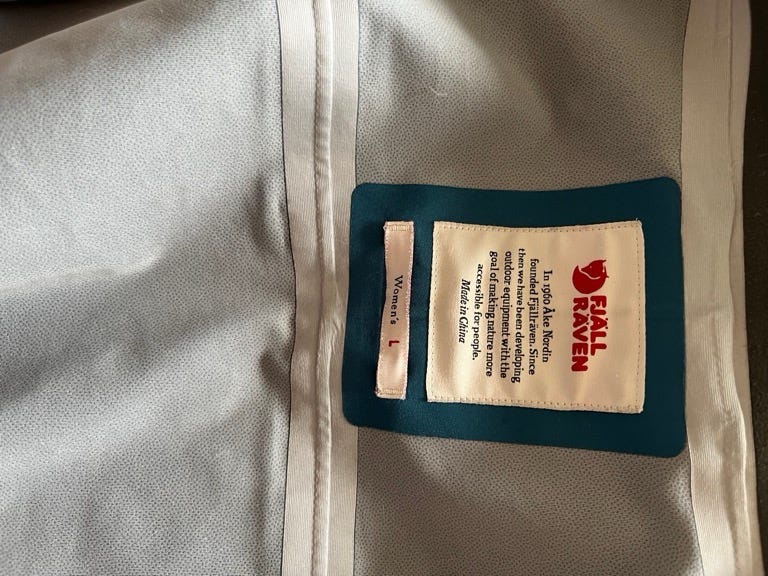 FJÄLL
RÄVEN
In 1960 Åke Nordin
founded Fjällräven. Since
then we have been developing
outdoor equipment with the
goal of making nature more
accessible for people.
Made in China
Women's L